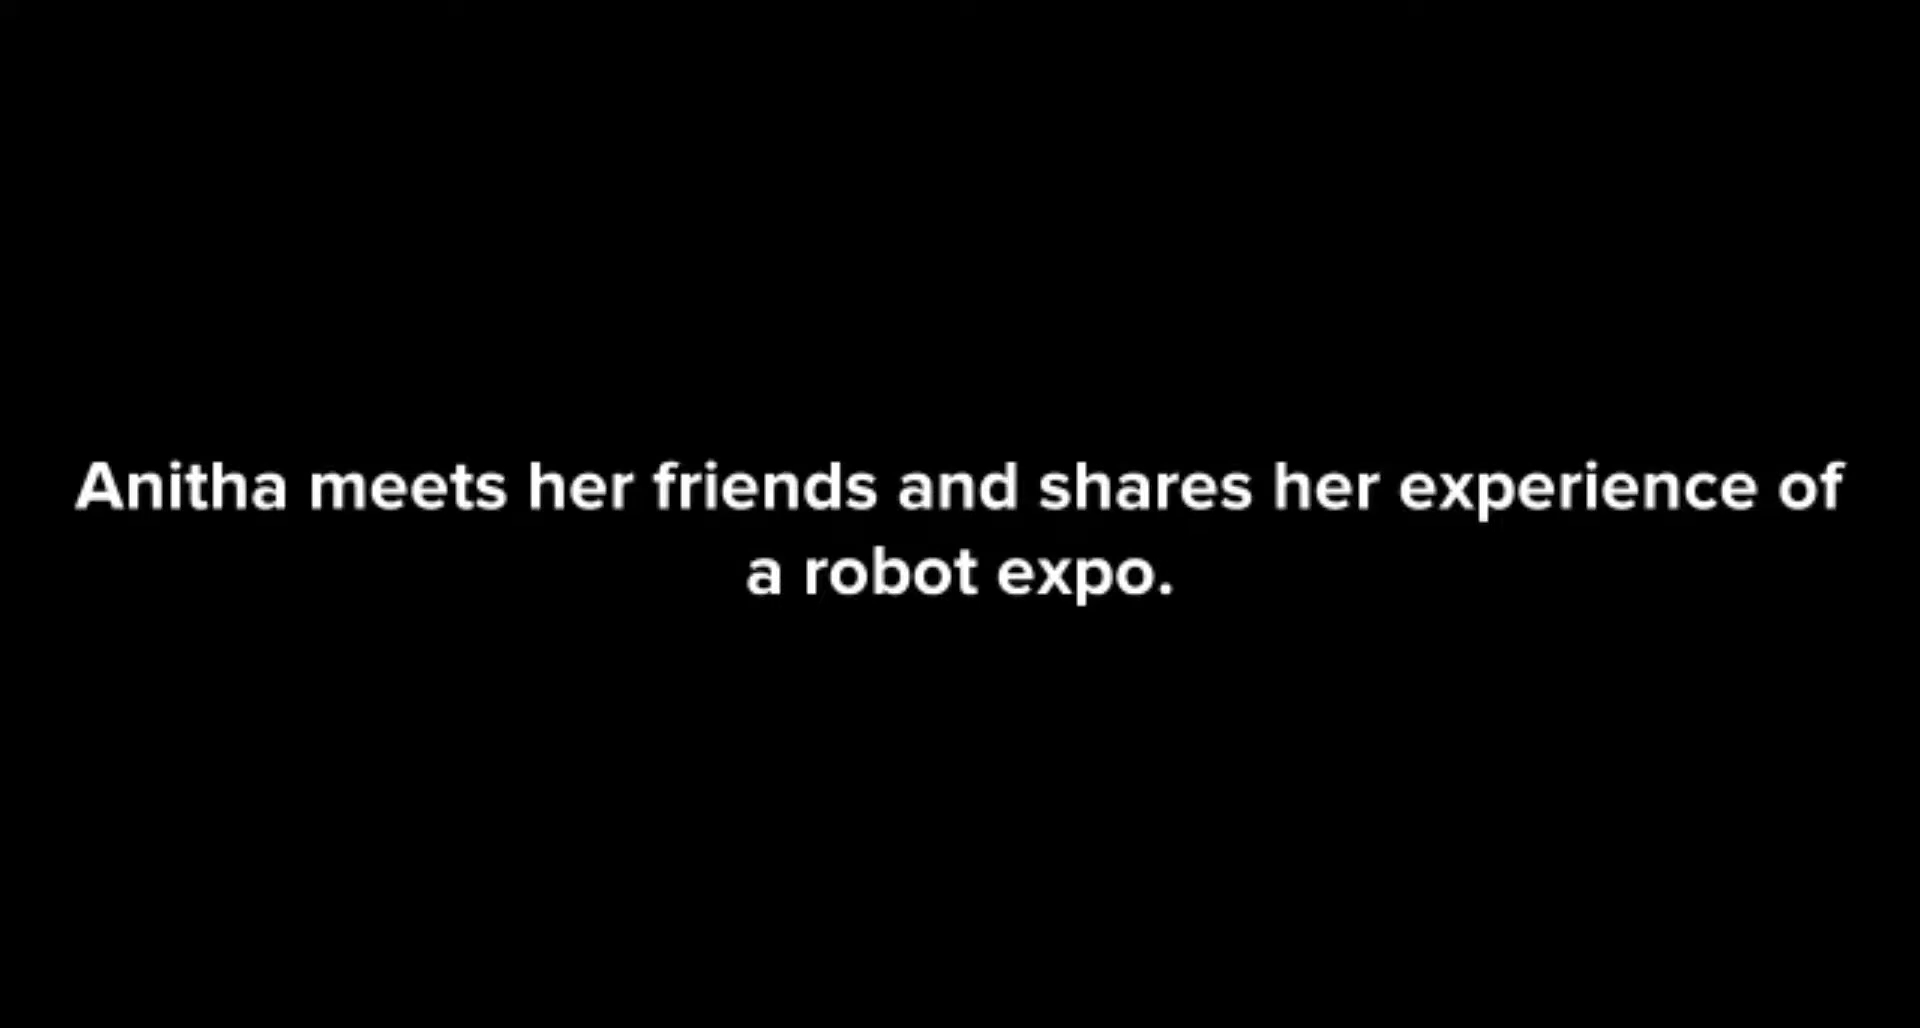 Anitha meets her friends and shares her experience of
a robot expo.